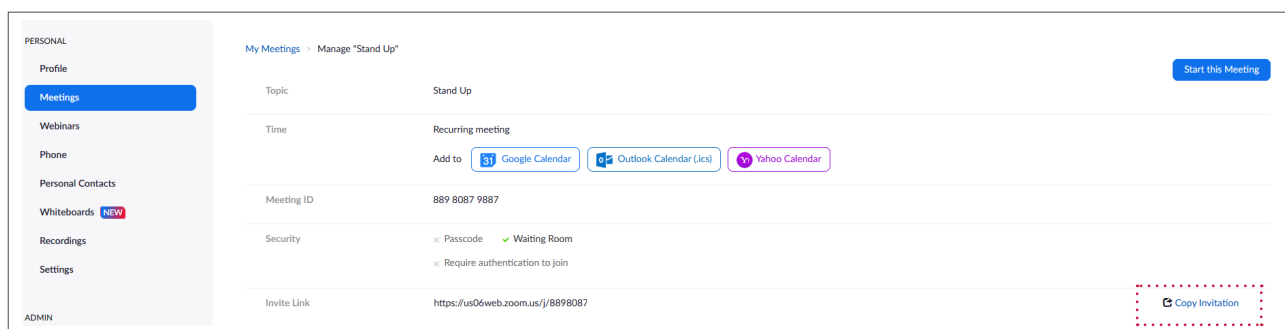 PERSONAL
Profile
Meetings
Webinars
Phone
Personal Contacts
Whiteboards NEW
Recordings
Settings
ADMIN
My Meetings > Manage "Stand Up"
Start this Meeting
Topic Stand Up
Time Recurring meeting
Add to 31 Google Calendar Outlook Calendar (.ics) Yahoo Calendar
Meeting ID 889 8087 9887
Security × Passcode ✓ Waiting Room
× Require authentication to join
Invite Link https://us06web.zoom.us/j/8898087 Copy Invitation